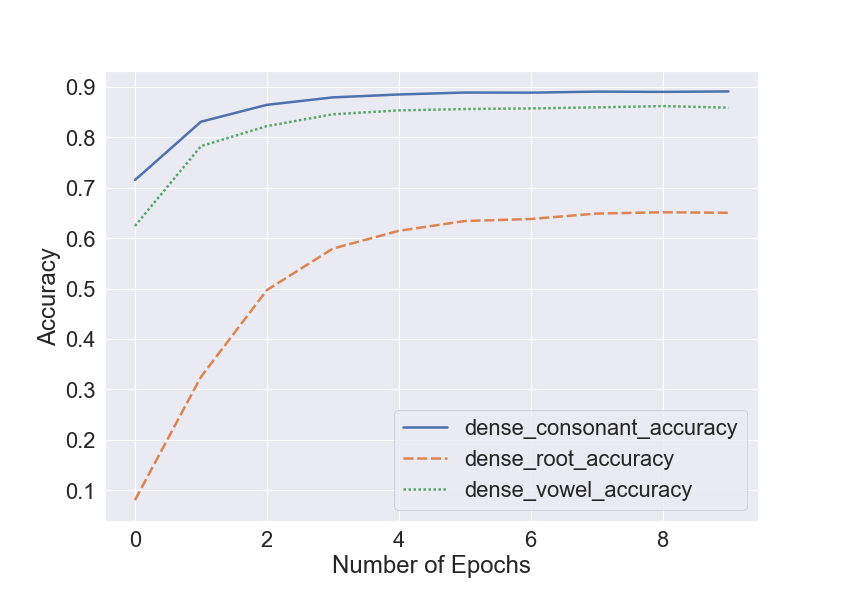 0.9
0.8
0.7
0.6
0.5
0.4
0.3
0.2
0.1
Accuracy
dense_consonant_accuracy
dense_root_accuracy
dense_vowel_accuracy
0 2 4 6 8
Number of Epochs